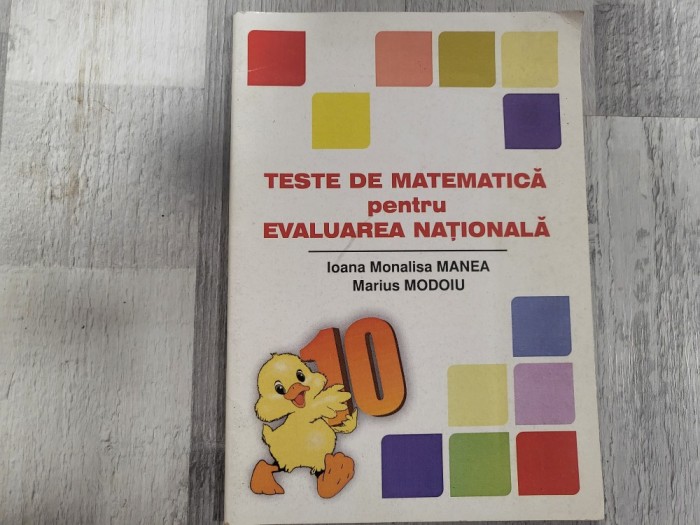 TESTE DE MATEMATICĂ
pentru
EVALUAREA NAȚIONALĂ
Ioana Monalisa MANEA
Marius MODOIU
10